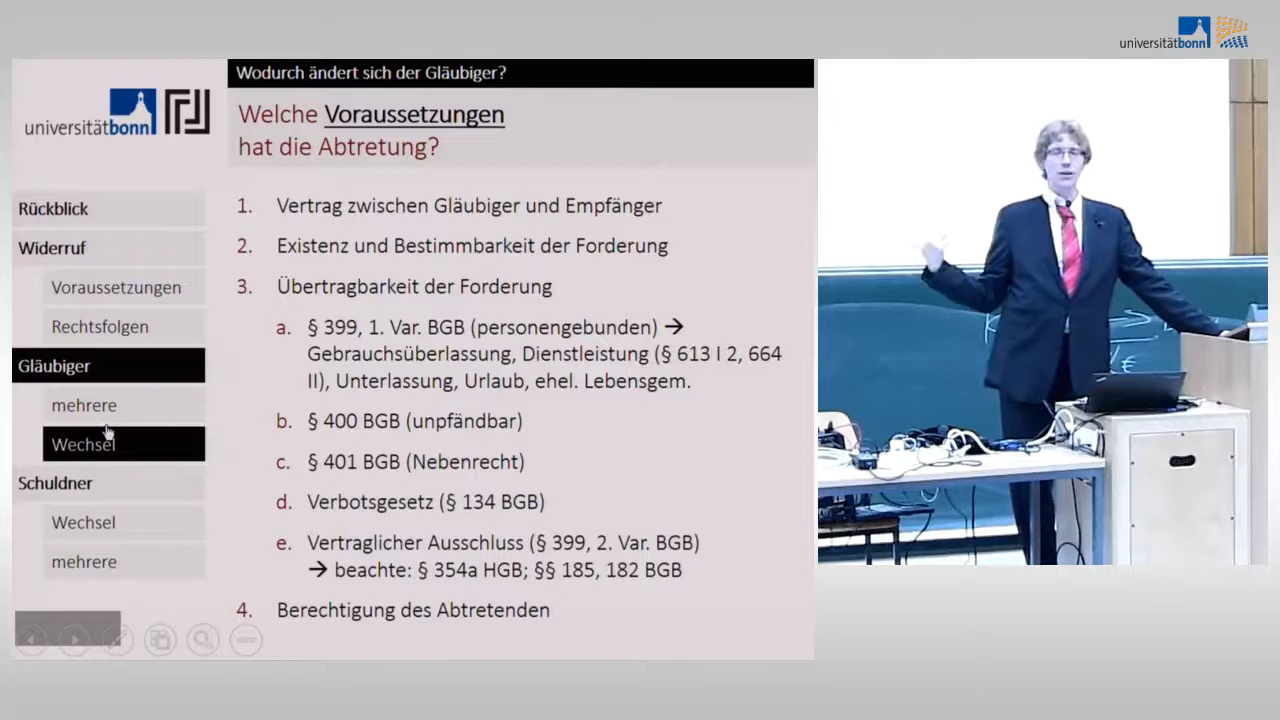 universitätbonn
Wodurch ändert sich der Gläubiger?
universitätbonn
Welche Voraussetzungen
hat die Abtretung?
Rückblick
Widerruf
Voraussetzungen
Rechtsfolgen
Gläubiger
mehrere
Wechsel
Schuldner
Wechsel
mehrere
1. Vertrag zwischen Gläubiger und Empfänger
2. Existenz und Bestimmbarkeit der Forderung
3. Übertragbarkeit der Forderung
a. § 399, 1. Var. BGB (personengebunden) →
Gebrauchsüberlassung, Dienstleistung (§ 613 I 2, 664
II), Unterlassung, Urlaub, ehel. Lebensgem.
b. § 400 BGB (unpfändbar)
c. § 401 BGB (Nebenrecht)
d. Verbotsgesetz (§ 134 BGB)
e. Vertraglicher Ausschluss (§ 399, 2. Var. BGB)
→ beachte: § 354a HGB; §§ 185, 182 BGB
4. Berechtigung des Abtretenden